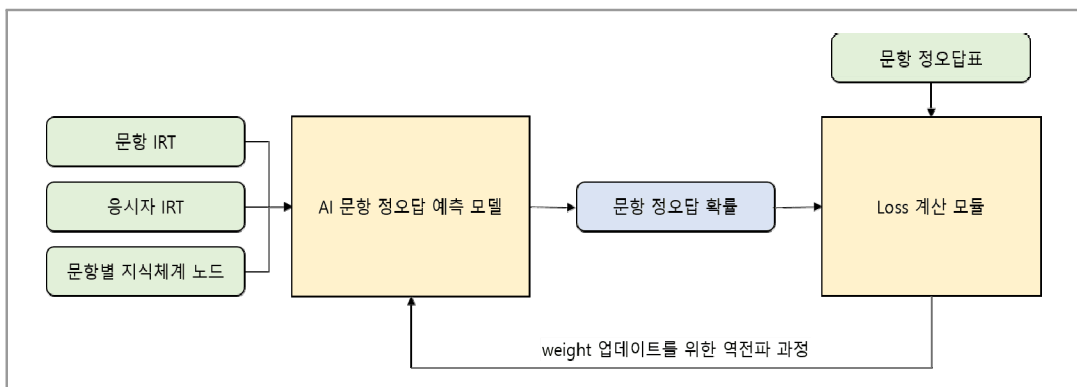 문항 정오답표
문항 IRT
응시자 IRT
문항별 지식체계 노드
AI 문항 정오답 예측 모델
문항 정오답 확률
Loss 계산 모듈
weight 업데이트를 위한 역전파 과정